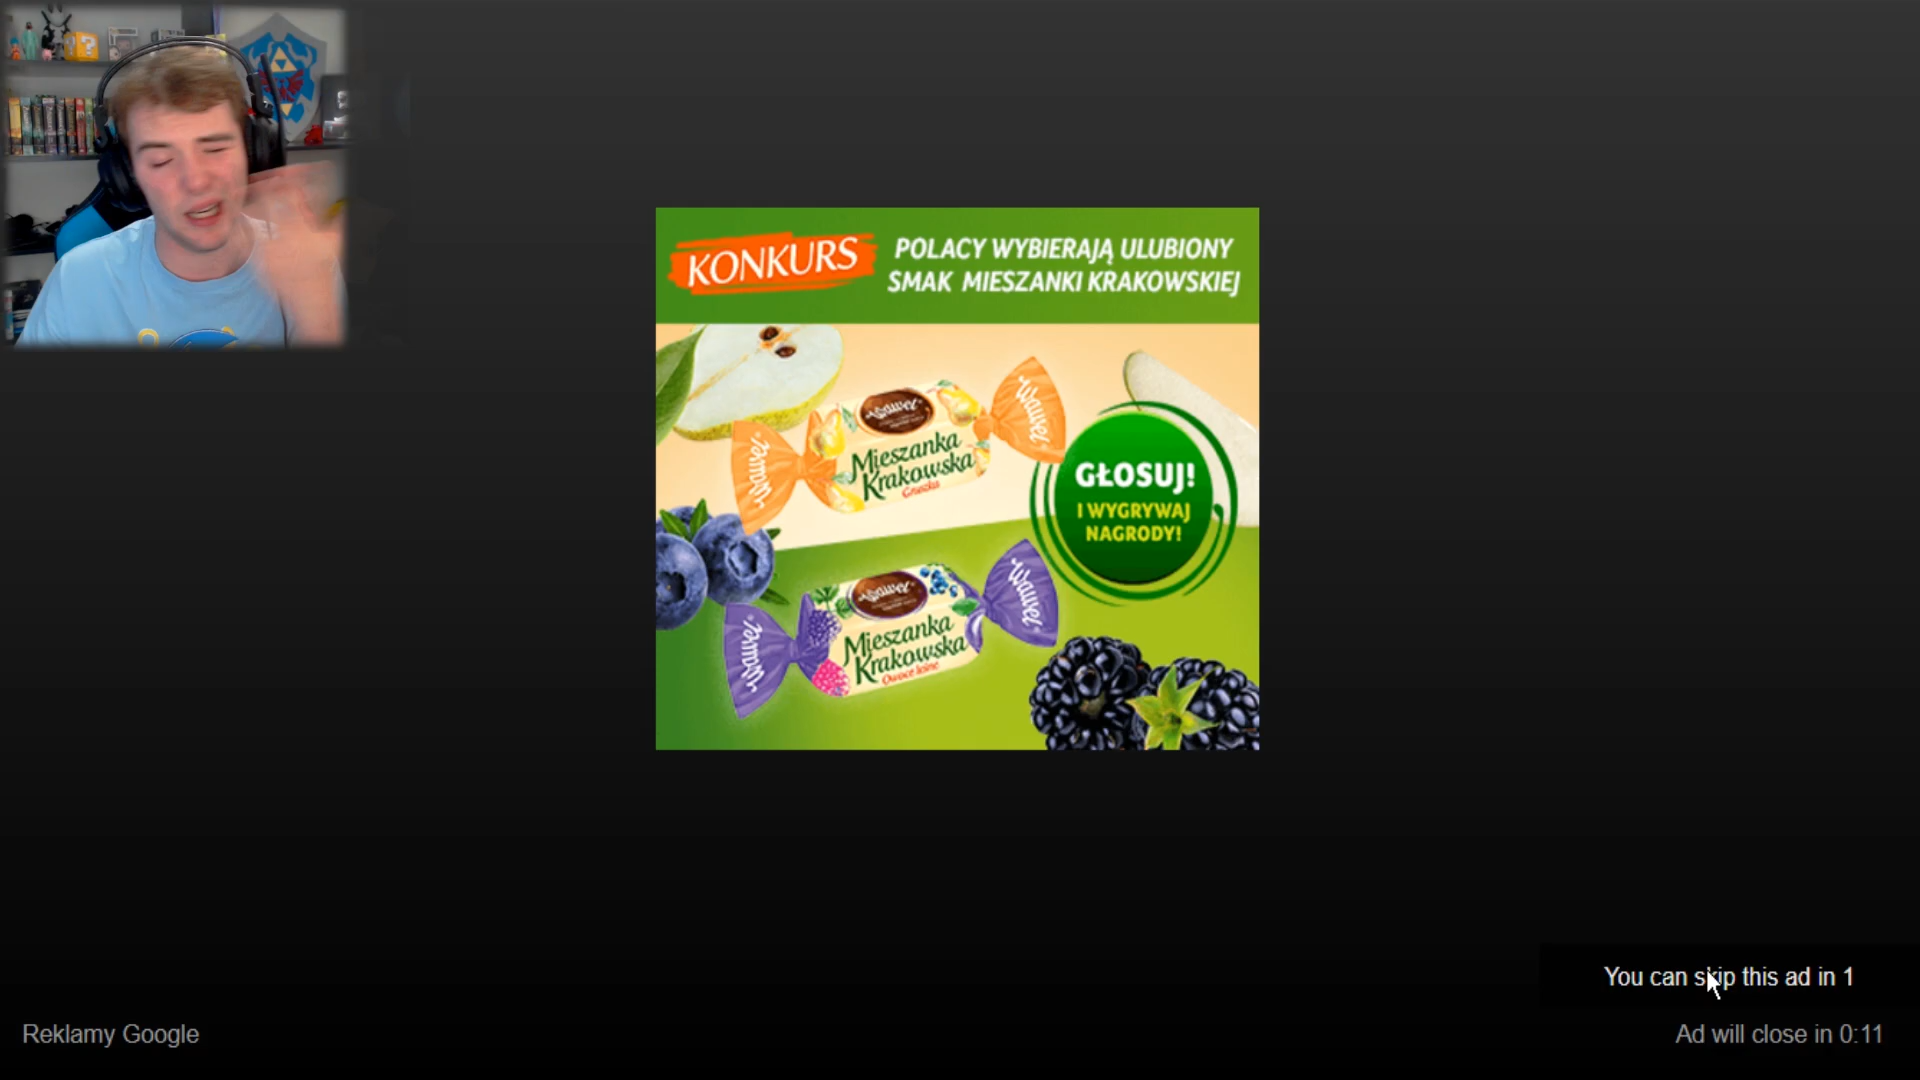 KONKURS
POLACY WYBIERAJĄ ULUBIONY
SMAK MIESZANKI KRAKOWSKIEJ
Wawel
Wawel
Wawel
Mieszanka
Krakowska
Gruszka
GŁOSUJ!
I WYGRYWAJ
NAGRODY!
Wawel
Wawel
Wawel
Mieszanka
Krakowska
Owoce leśne
You can skip this ad in 1
Reklamy Google
Ad will close in 0:11